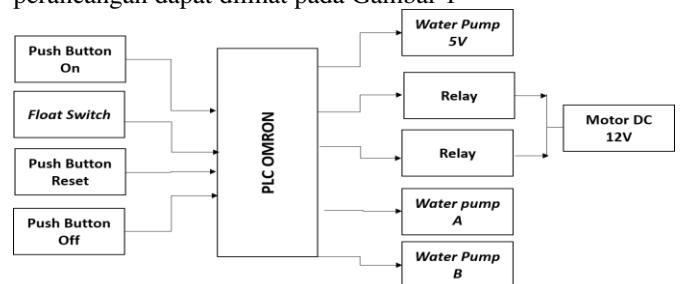 perancangan dapat dilihat pada Gambar 1
Push Button
On
Float Switch
Push Button
Reset
Push Button
Off
PLC OMRON
Water Pump
5V
Relay
Relay
Water pump
A
Water Pump
B
Motor DC
12V